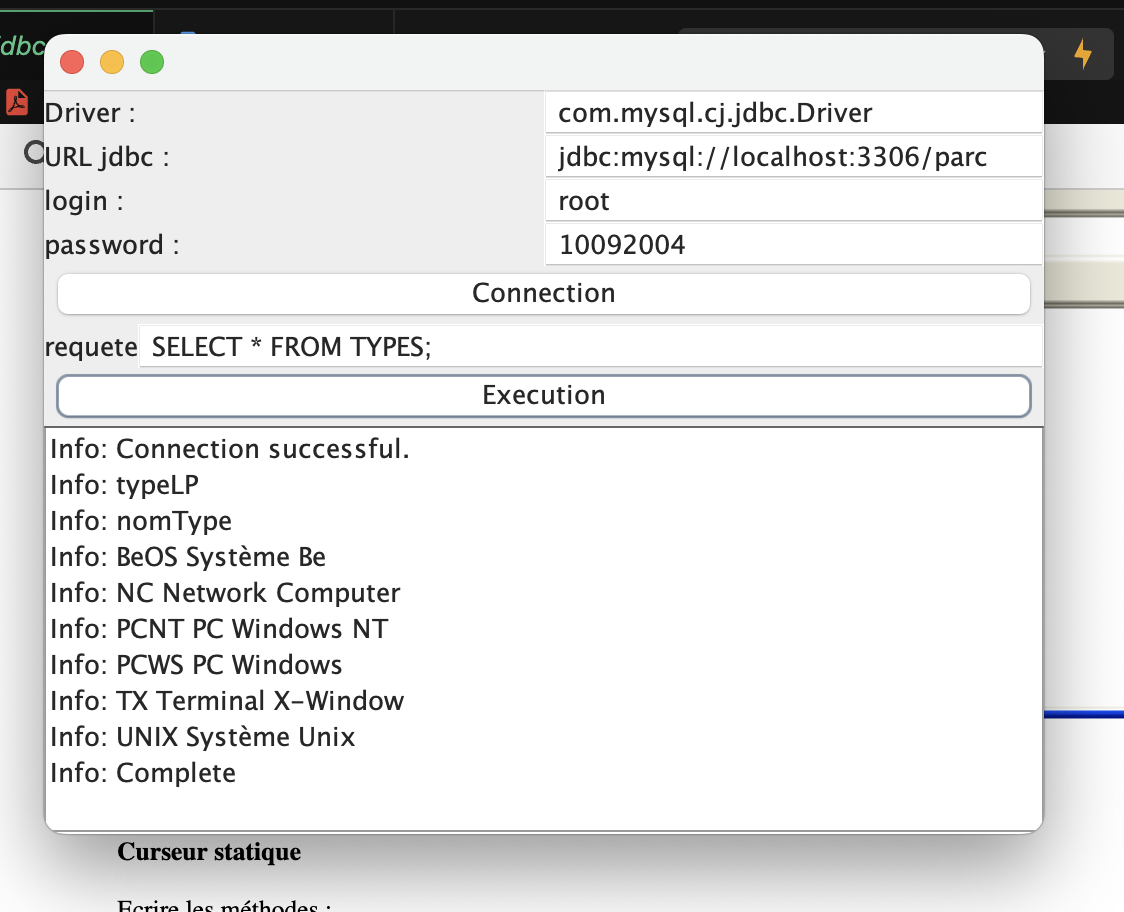 jdbc
Driver :
com.mysql.cj.jdbc.Driver
URL jdbc :
jdbc:mysql://localhost:3306/parc
login :
root
password :
10092004
Connection
requete
SELECT * FROM TYPES;
Execution
Info: Connection successful.
Info: typeLP
Info: nomType
Info: BeOS Système Be
Info: NC Network Computer
Info: PCNT PC Windows NT
Info: PCWS PC Windows
Info: TX Terminal X-Window
Info: UNIX Système Unix
Info: Complete
Curseur statique
Ecrire les méthodes :